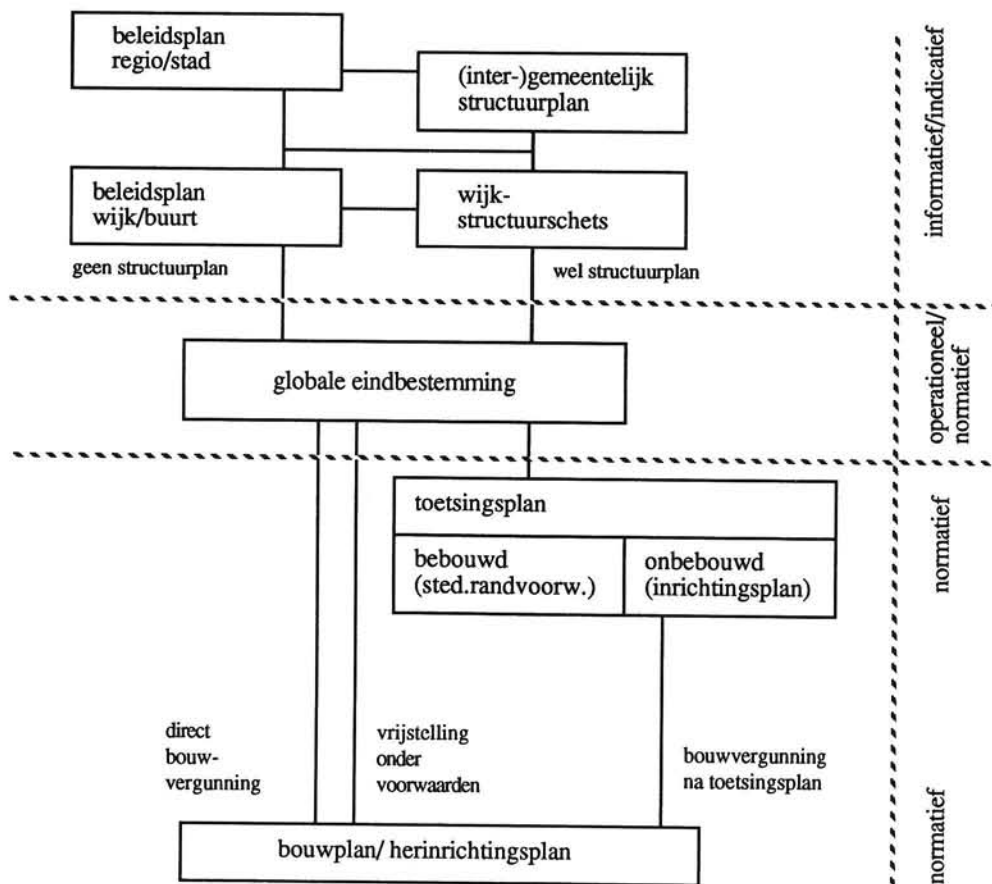 beleidsplan
regio/stad
(inter-)gemeentelijk
structuurplan
beleidsplan
wijk/buurt
wijk-
structuurschets
geen structuurplan
wel structuurplan
informatief/indicatief
globale eindbestemming
operationeel/
normatief
toetsingsplan
bebouwd
(sted.randvoorw.)
onbebouwd
(inrichtingsplan)
normatief
direct
bouw-
vergunning
vrijstelling
onder
voorwaarden
bouwvergunning
na toetsingsplan
bouwplan/ herinrichtingsplan
normatief